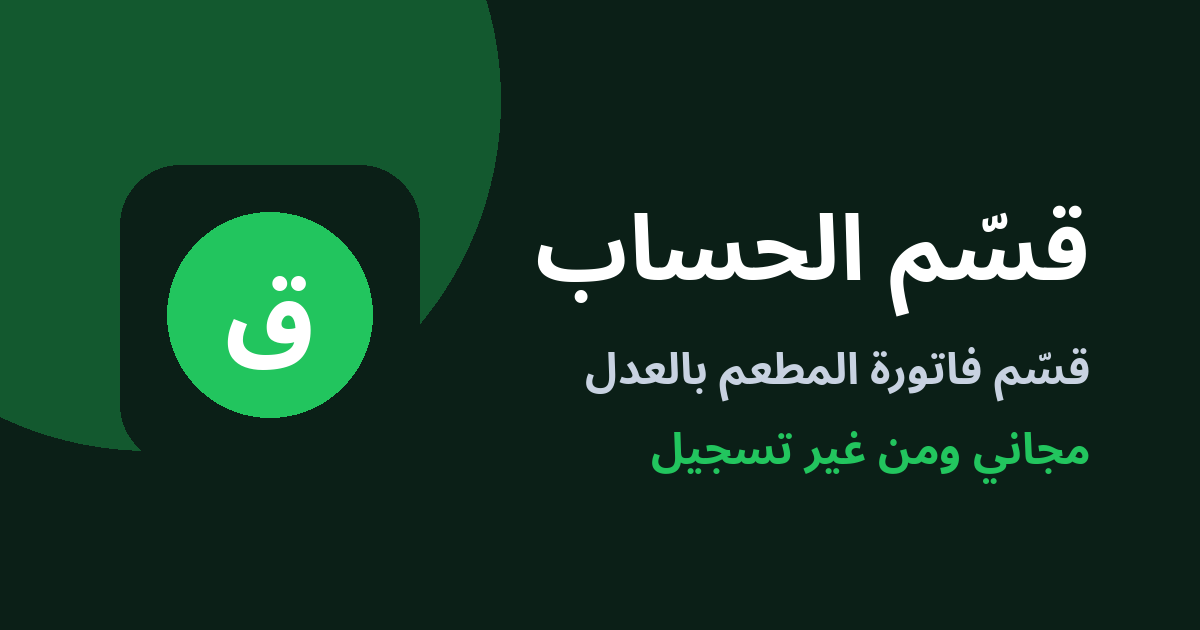 قسّم الحساب
قسّم فاتورة المطعم بالعدل
مجاني ومن غير تسجيل
ق